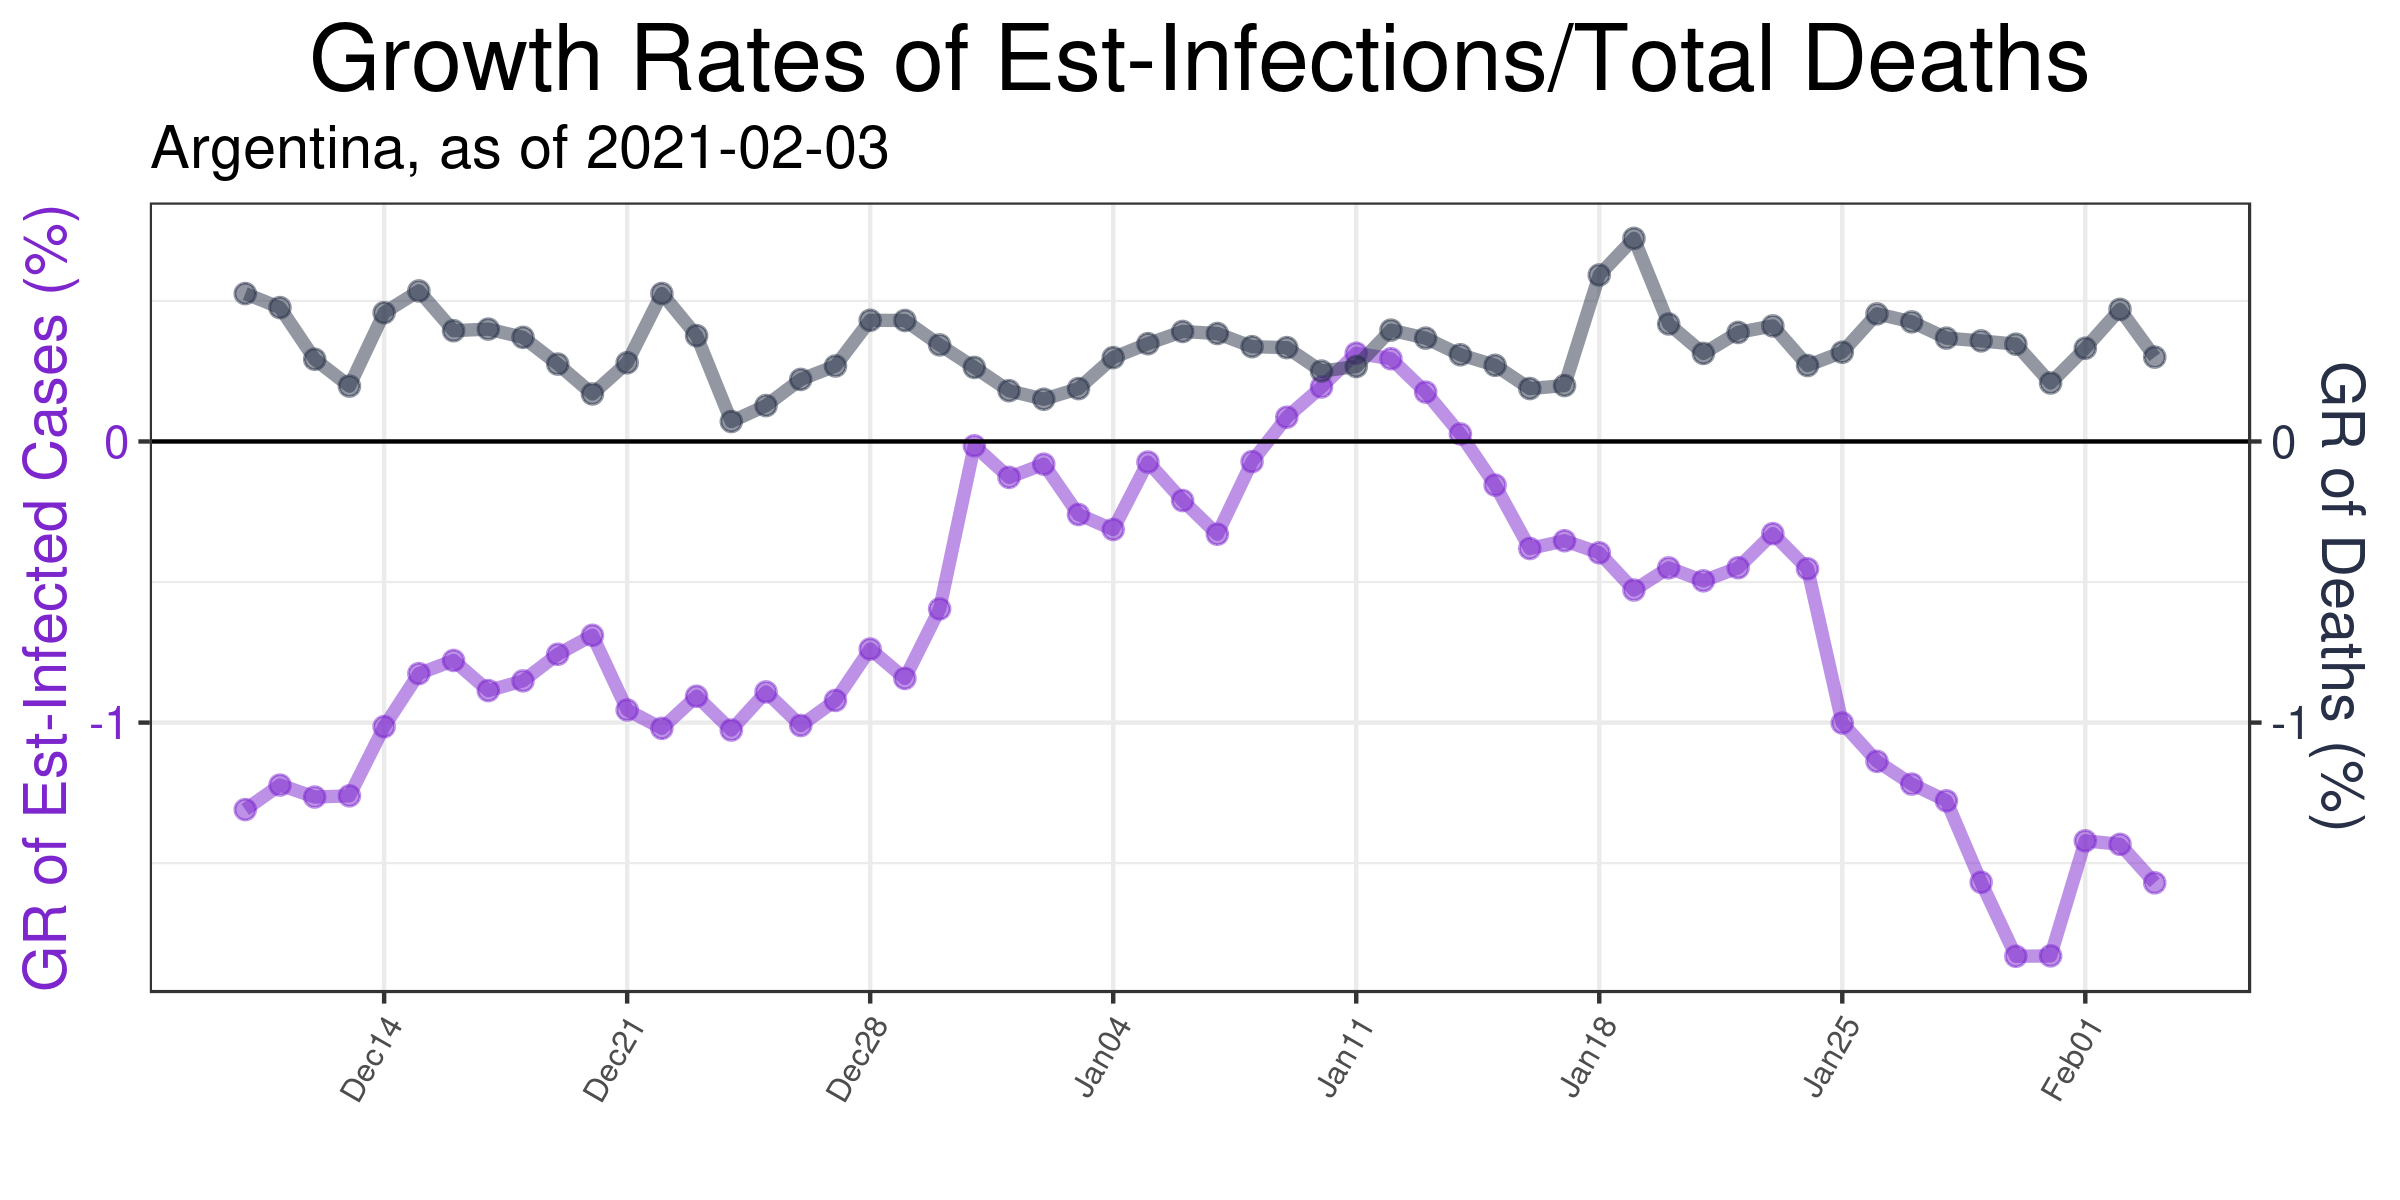 Growth Rates of Est-Infections/Total Deaths
Argentina, as of 2021-02-03
GR of Est-Infected Cases (%)
0
-1
0
-1
GR of Deaths (%)
Dec14
Dec21
Dec28
Jan04
Jan11
Jan18
Jan25
Feb01